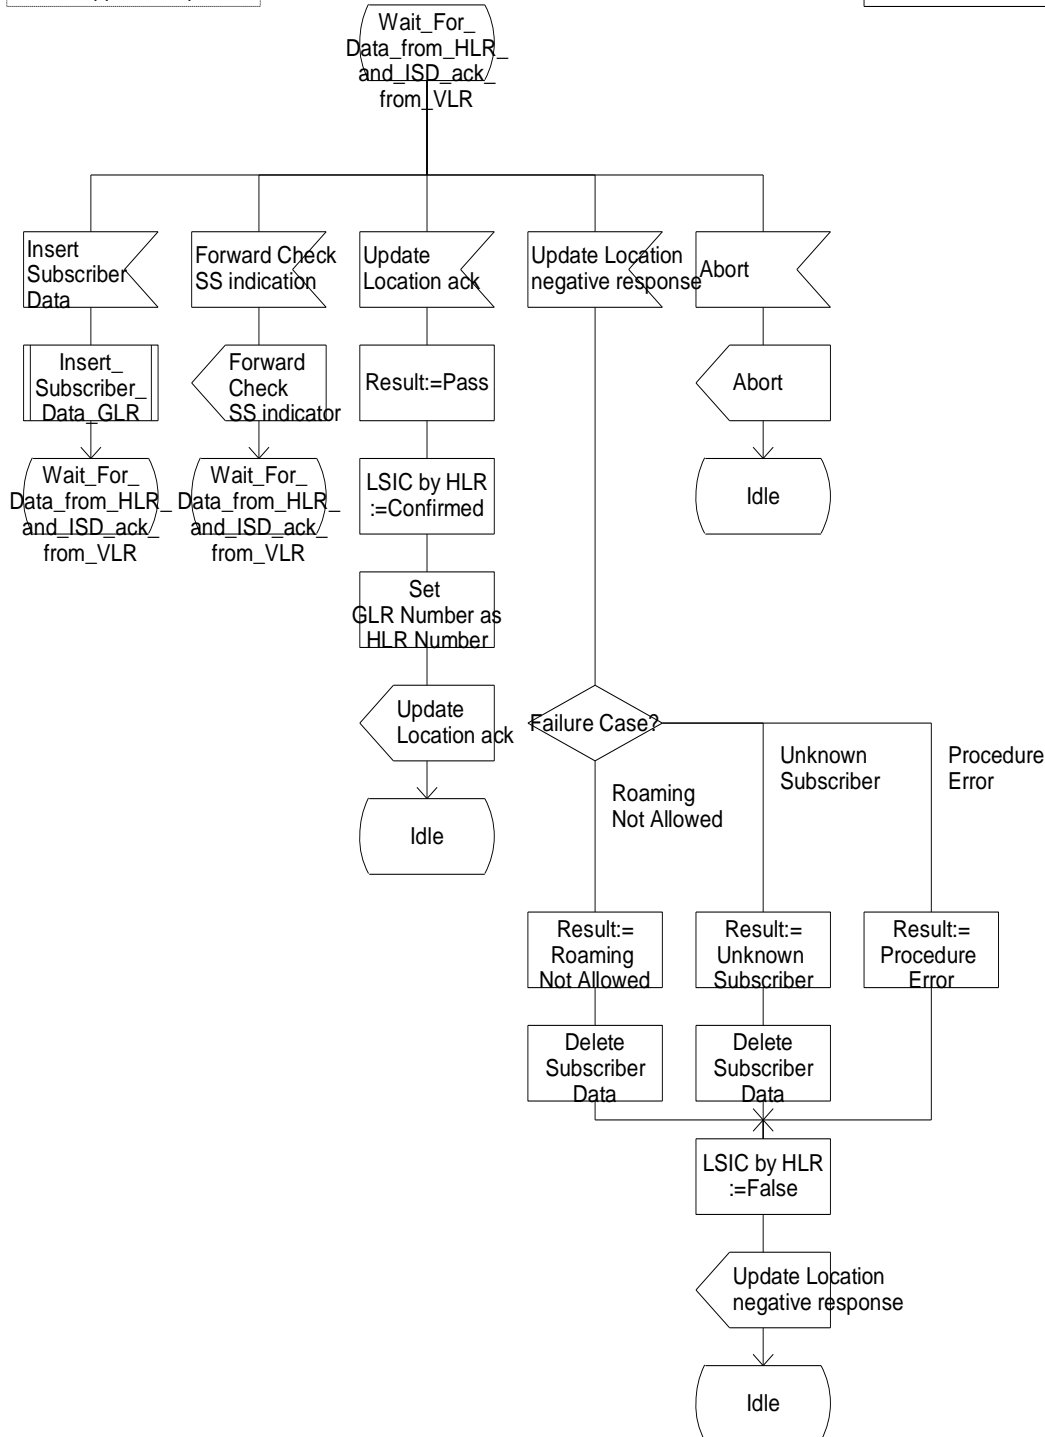 Wait_For_
Data_from_HLR_
and_ISD_ack_
from_VLR
Insert
Subscriber
Data
Forward Check
SS indication
Update
Location ack
Update Location
negative response
Abort
Insert_
Subscriber_
Data_GLR
Forward
Check
SS indicator
Result:=Pass
Abort
Wait_For_
Data_from_HLR_
and_ISD_ack_
from_VLR
Wait_For_
Data_from_HLR_
and_ISD_ack_
from_VLR
LSIC by HLR
:=Confirmed
Idle
Set
GLR Number as
HLR Number
Update
Location ack
Failure Case?
Roaming
Not Allowed
Unknown
Subscriber
Procedure
Error
Idle
Result:=
Roaming
Not Allowed
Result:=
Unknown
Subscriber
Result:=
Procedure
Error
Delete
Subscriber
Data
Delete
Subscriber
Data
LSIC by HLR
:=False
Update Location
negative response
Idle